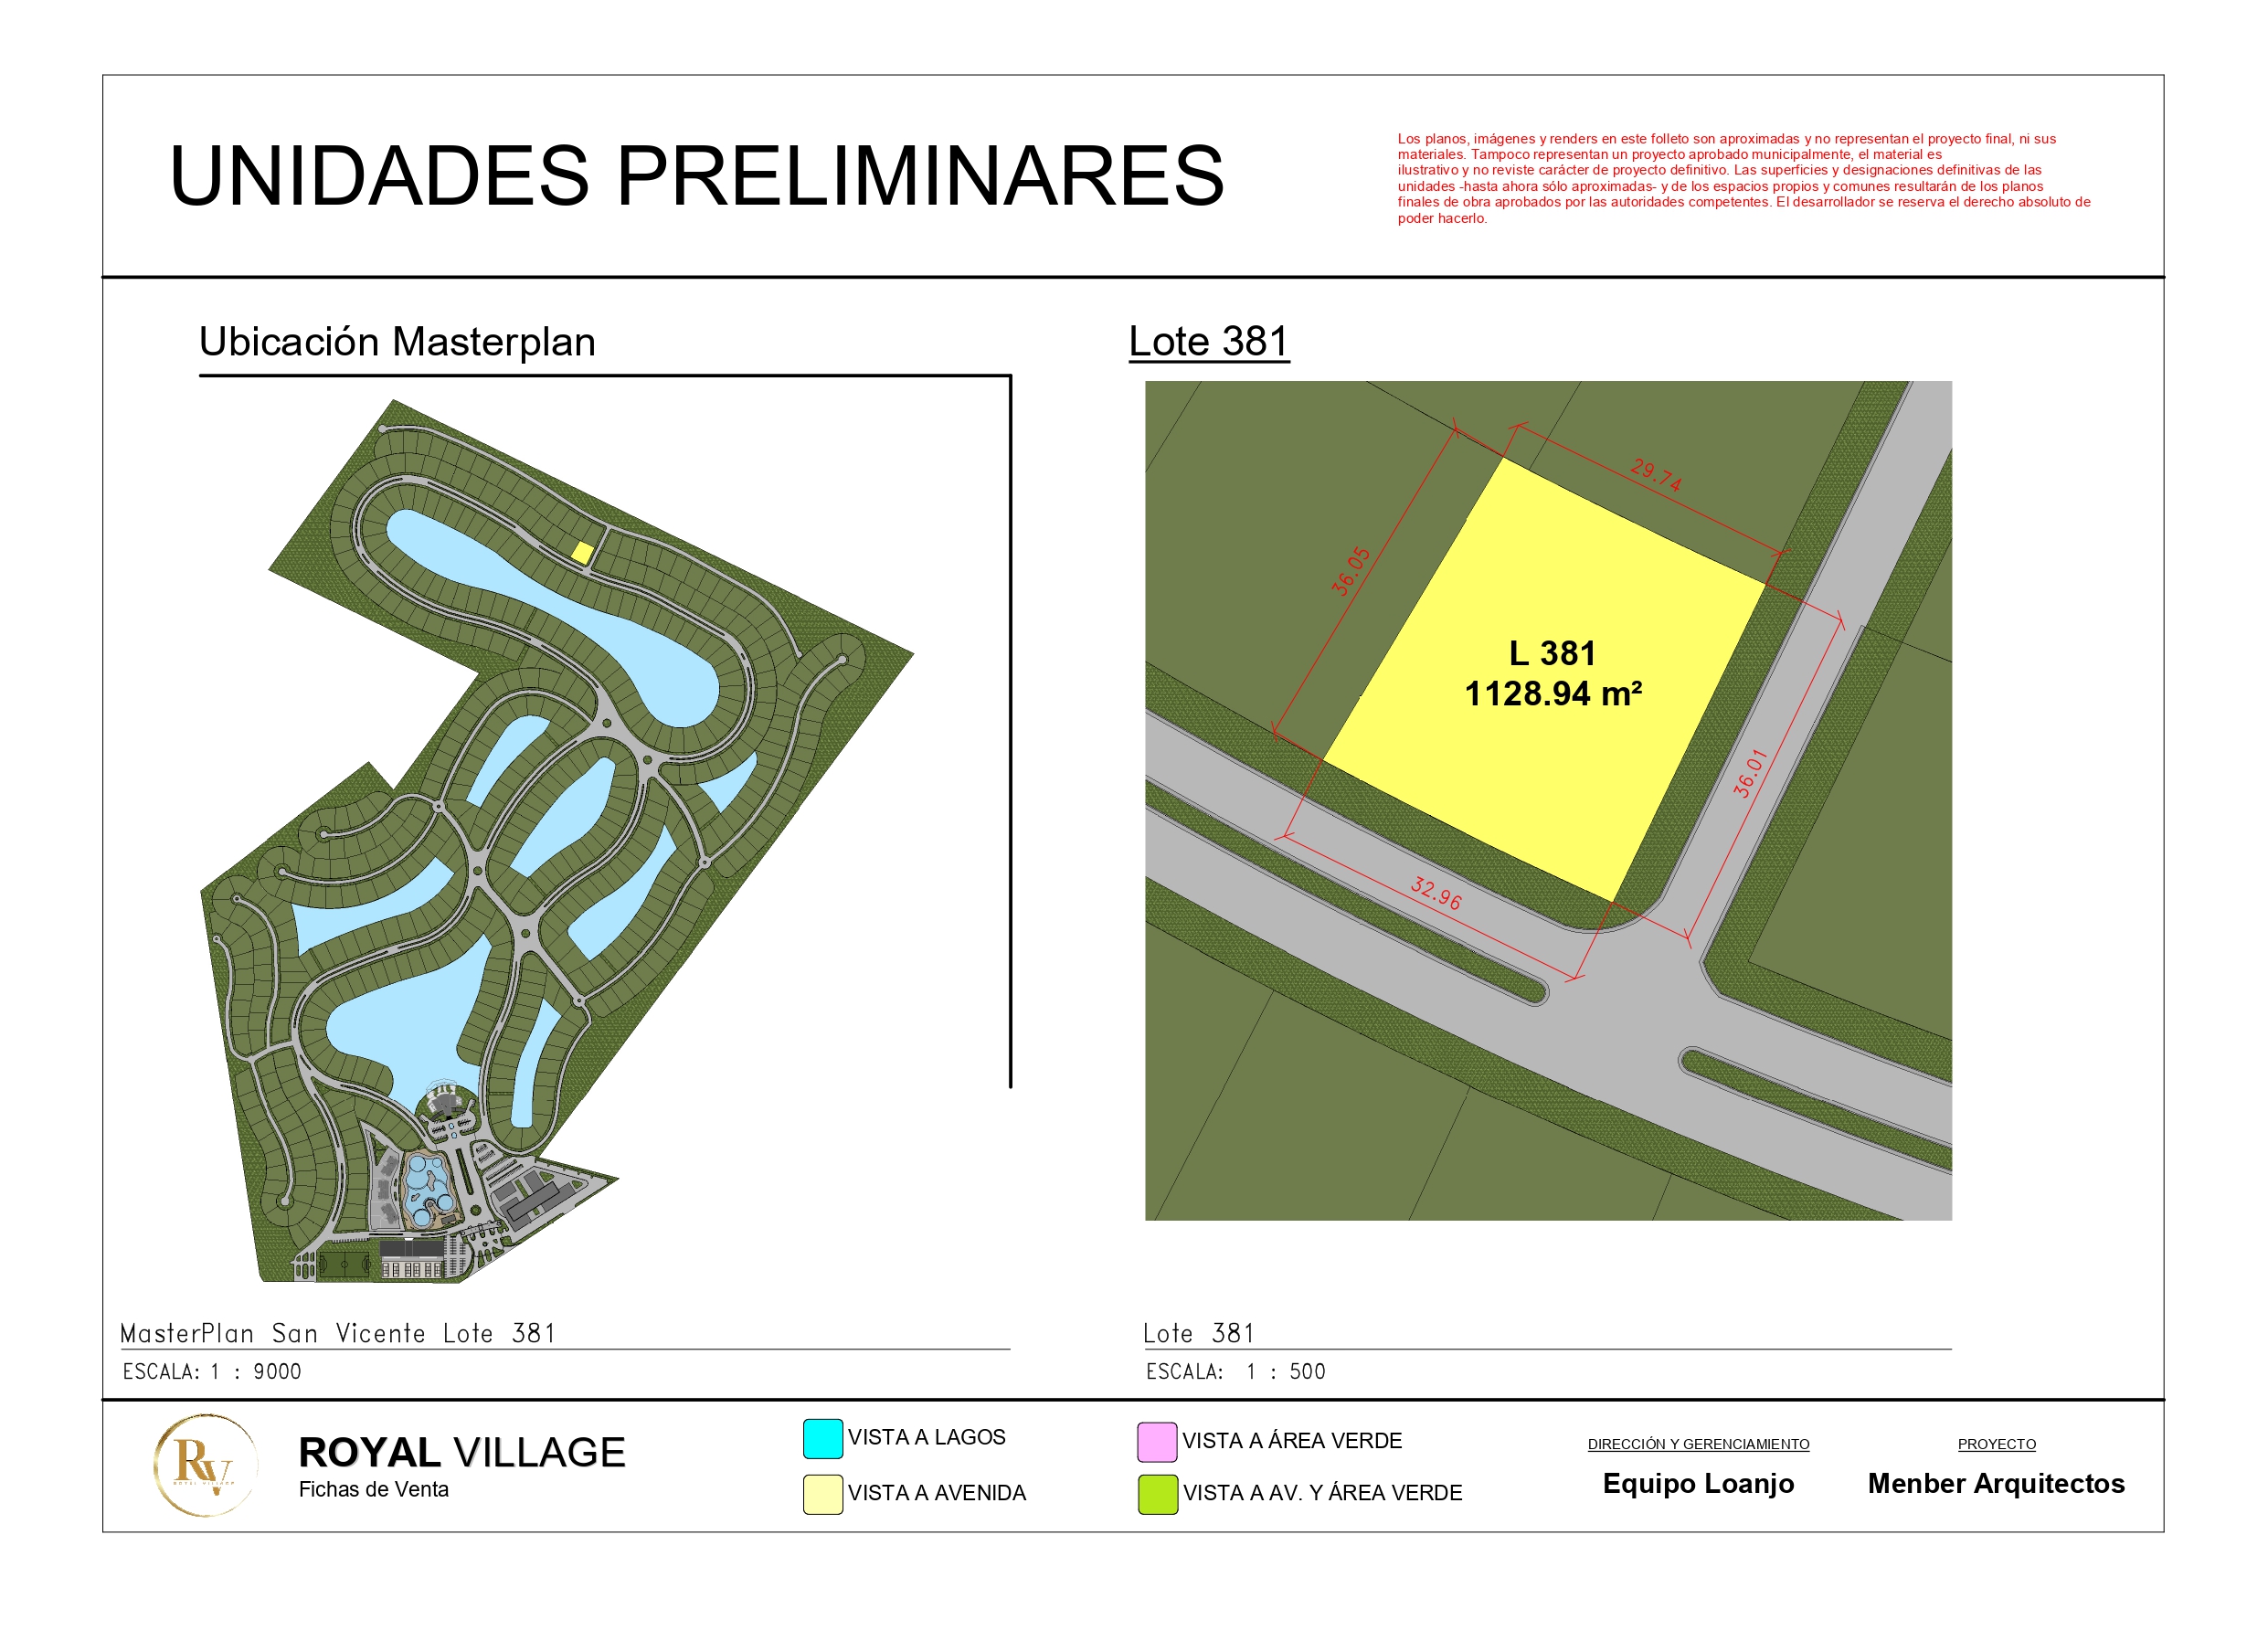 UNIDADES PRELIMINARES
Los planos, imágenes y renders en este folleto son aproximadas y no representan el proyecto final, ni sus
materiales. Tampoco representan un proyecto aprobado municipalmente, el material es
ilustrativo y no reviste carácter de proyecto definitivo. Las superficies y designaciones definitivas de las
unidades -hasta ahora sólo aproximadas- y de los espacios propios y comunes resultarán de los planos
finales de obra aprobados por las autoridades competentes. El desarrollador se reserva el derecho absoluto de
poder hacerlo.
Ubicación Masterplan
Lote 381
29.74
36.05
L 381
1128.94 m²
36.01
32.96
MasterPlan San Vicente Lote 381
ESCALA: 1 : 9000
Lote 381
ESCALA: 1 : 500
RV
ROYAL VILLAGE
ROYAL VILLAGE
Fichas de Venta
VISTA A LAGOS
VISTA A AVENIDA
VISTA A ÁREA VERDE
VISTA A AV. Y ÁREA VERDE
DIRECCIÓN Y GERENCIAMIENTO
Equipo Loanjo
PROYECTO
Menber Arquitectos